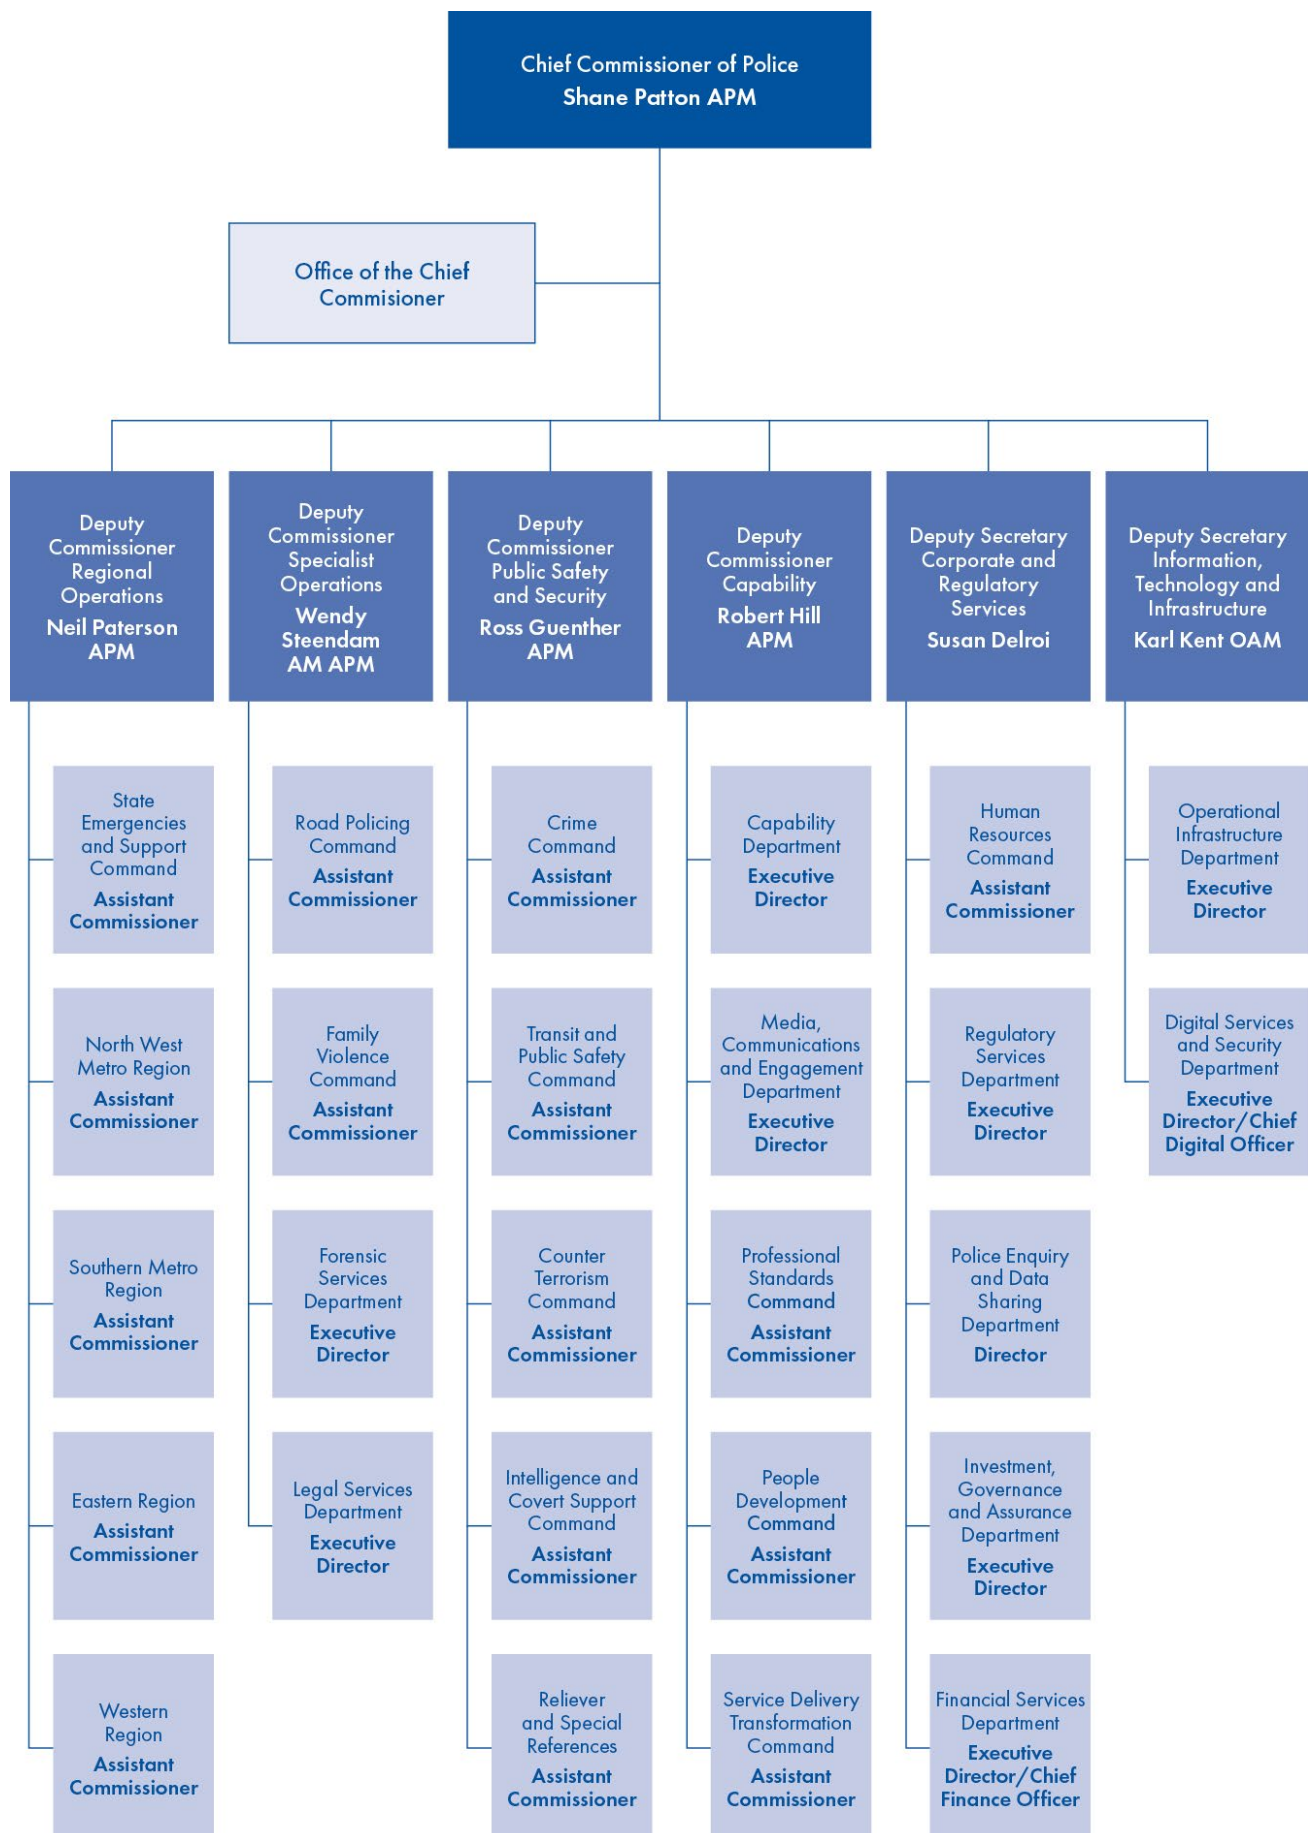 Chief Commissioner of Police
Shane Patton APM
Office of the Chief
Commisioner
Deputy
Commissioner
Regional
Operations
Neil Paterson
APM
Deputy
Commissioner
Specialist
Operations
Wendy
Steendam
AM APM
Deputy
Commissioner
Public Safety
and Security
Ross Guenther
APM
Deputy
Commissioner
Capability
Robert Hill
APM
Deputy Secretary
Corporate and
Regulatory
Services
Susan Delroi
Deputy Secretary
Information,
Technology and
Infrastructure
Karl Kent OAM
State
Emergencies
and Support
Command
Assistant
Commissioner
Road Policing
Command
Assistant
Commissioner
Crime
Command
Assistant
Commissioner
Capability
Department
Executive
Director
Human
Resources
Command
Assistant
Commissioner
Operational
Infrastructure
Department
Executive
Director
North West
Metro Region
Assistant
Commissioner
Family
Violence
Command
Assistant
Commissioner
Transit and
Public Safety
Command
Assistant
Commissioner
Media,
Communications
and Engagement
Department
Executive
Director
Regulatory
Services
Department
Executive
Director
Digital Services
and Security
Department
Executive
Director/Chief
Digital Officer
Southern Metro
Region
Assistant
Commissioner
Forensic
Services
Department
Executive
Director
Counter
Terrorism
Command
Assistant
Commissioner
Professional
Standards
Command
Assistant
Commissioner
Police Enquiry
and Data
Sharing
Department
Director
Eastern Region
Assistant
Commissioner
Legal Services
Department
Executive
Director
Intelligence and
Covert Support
Command
Assistant
Commissioner
People
Development
Command
Assistant
Commissioner
Investment,
Governance
and Assurance
Department
Executive
Director
Western
Region
Assistant
Commissioner
Reliever
and Special
References
Assistant
Commissioner
Service Delivery
Transformation
Command
Assistant
Commissioner
Financial Services
Department
Executive
Director/Chief
Finance Officer